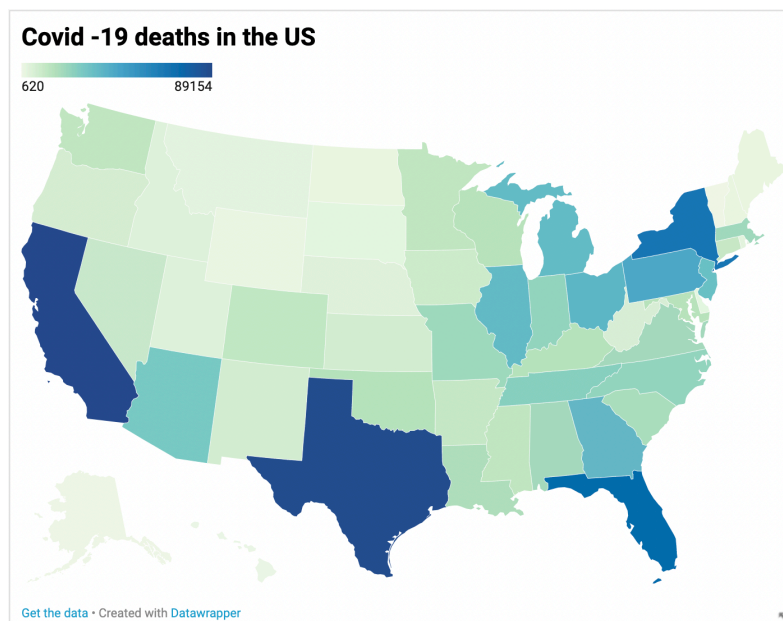 Covid -19 deaths in the US
620 89154
Get the data • Created with Datawrapper